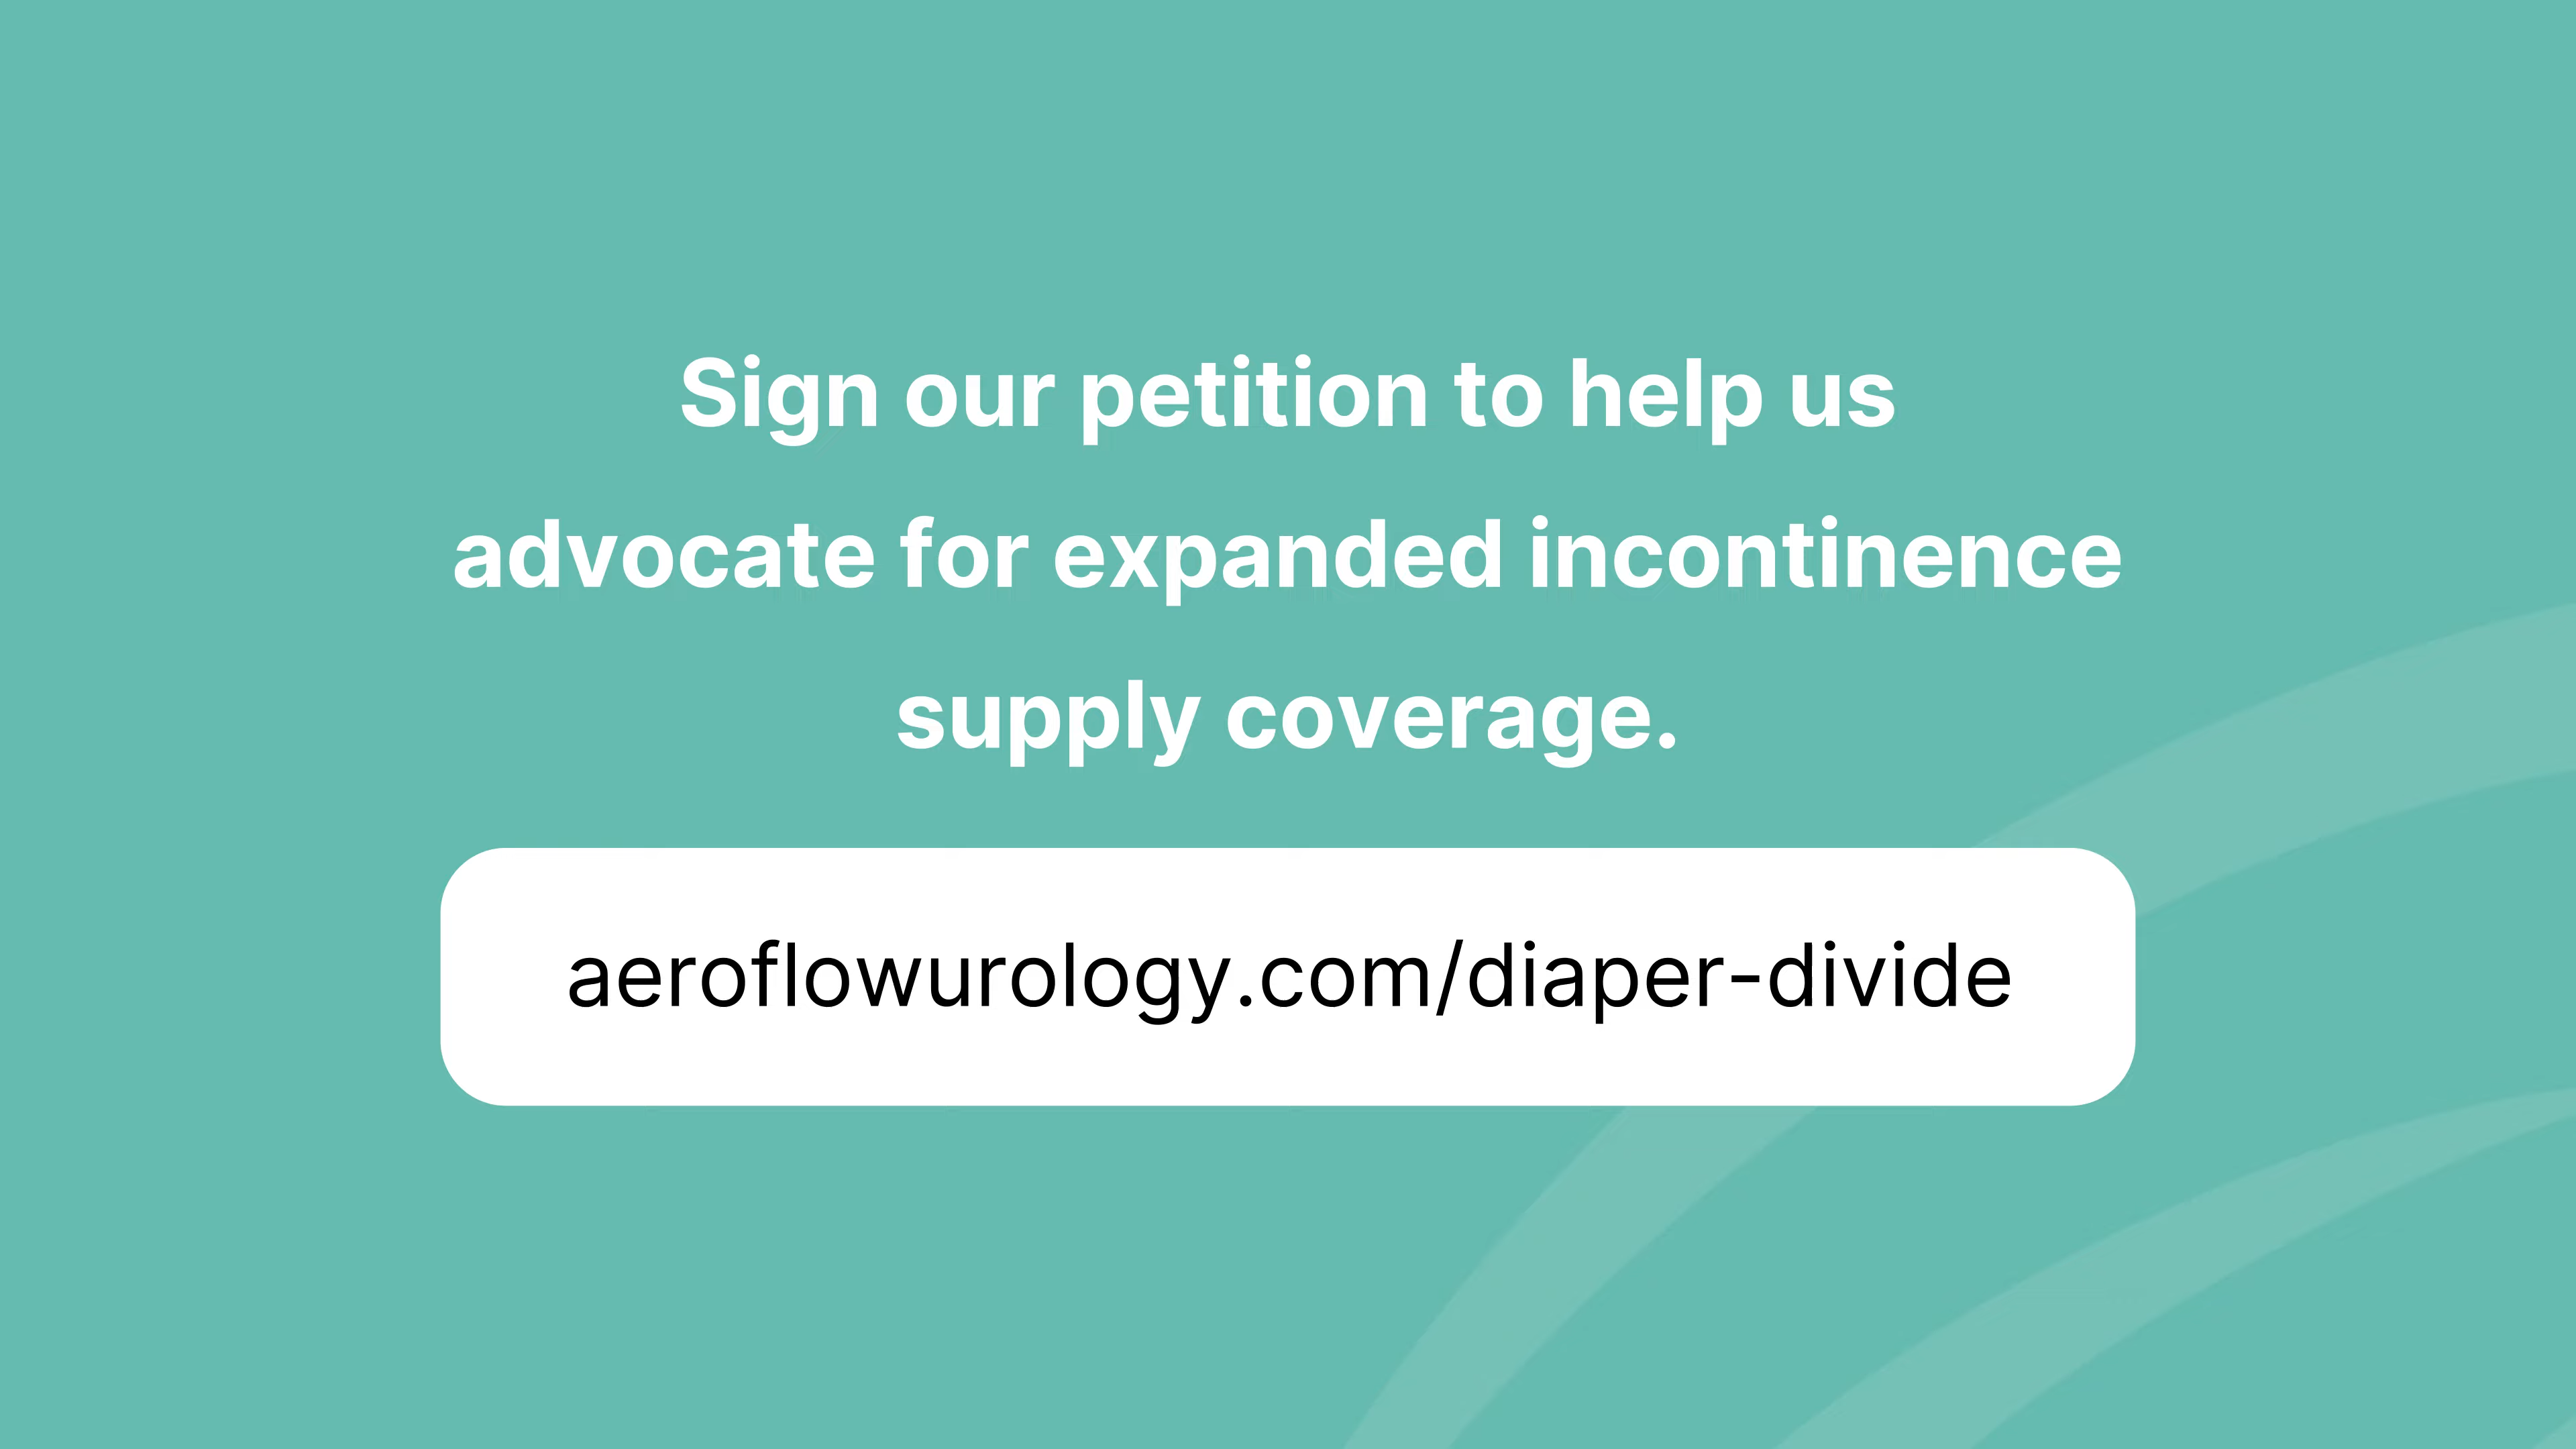 Sign our petition to help us
advocate for expanded incontinence
supply coverage.
aeroflowurology.com/diaper-divide